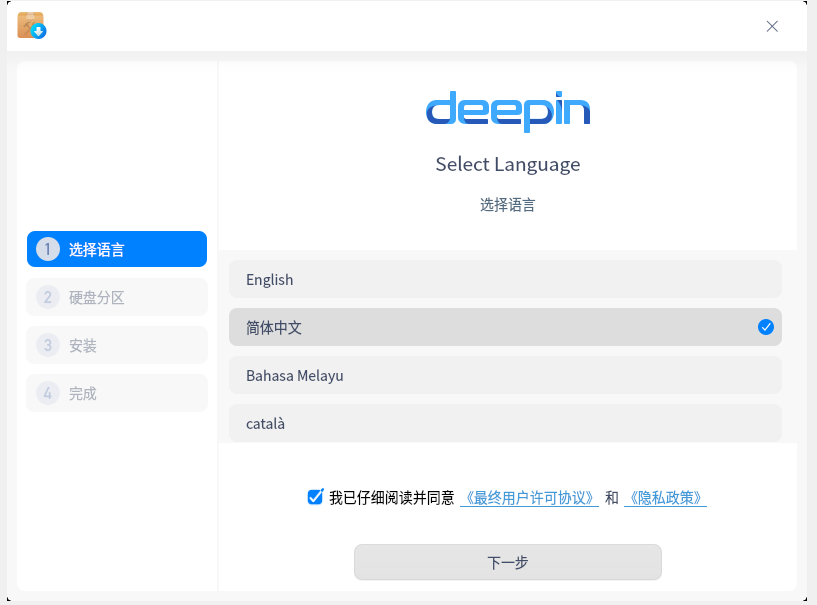 deepin
Select Language
选择语言
1 选择语言
2 硬盘分区
3 安装
4 完成
English
简体中文
Bahasa Melayu
català
我已仔细阅读并同意 《最终用户许可协议》 和 《隐私政策》
下一步